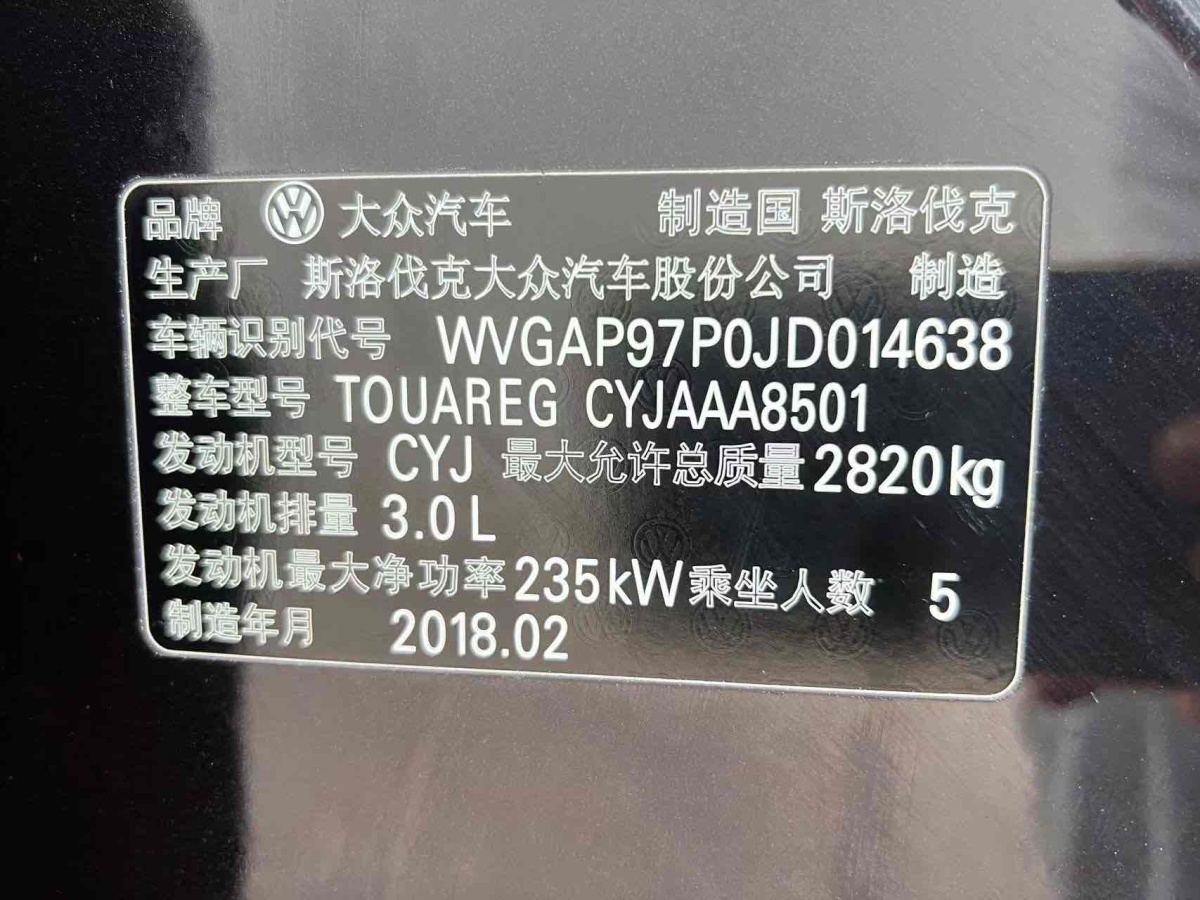 品牌 大众汽车 制造国 斯洛伐克
生产厂 斯洛伐克大众汽车股份公司 制造
车辆识别代号 WVGAP97P0JD014638
整车型号 TOUAREG CYJAAA8501
发动机型号 CYJ 最大允许总质量 2820kg
发动机排量 3.0L
发动机最大净功率 235kW 乘坐人数 5
制造年月 2018.02